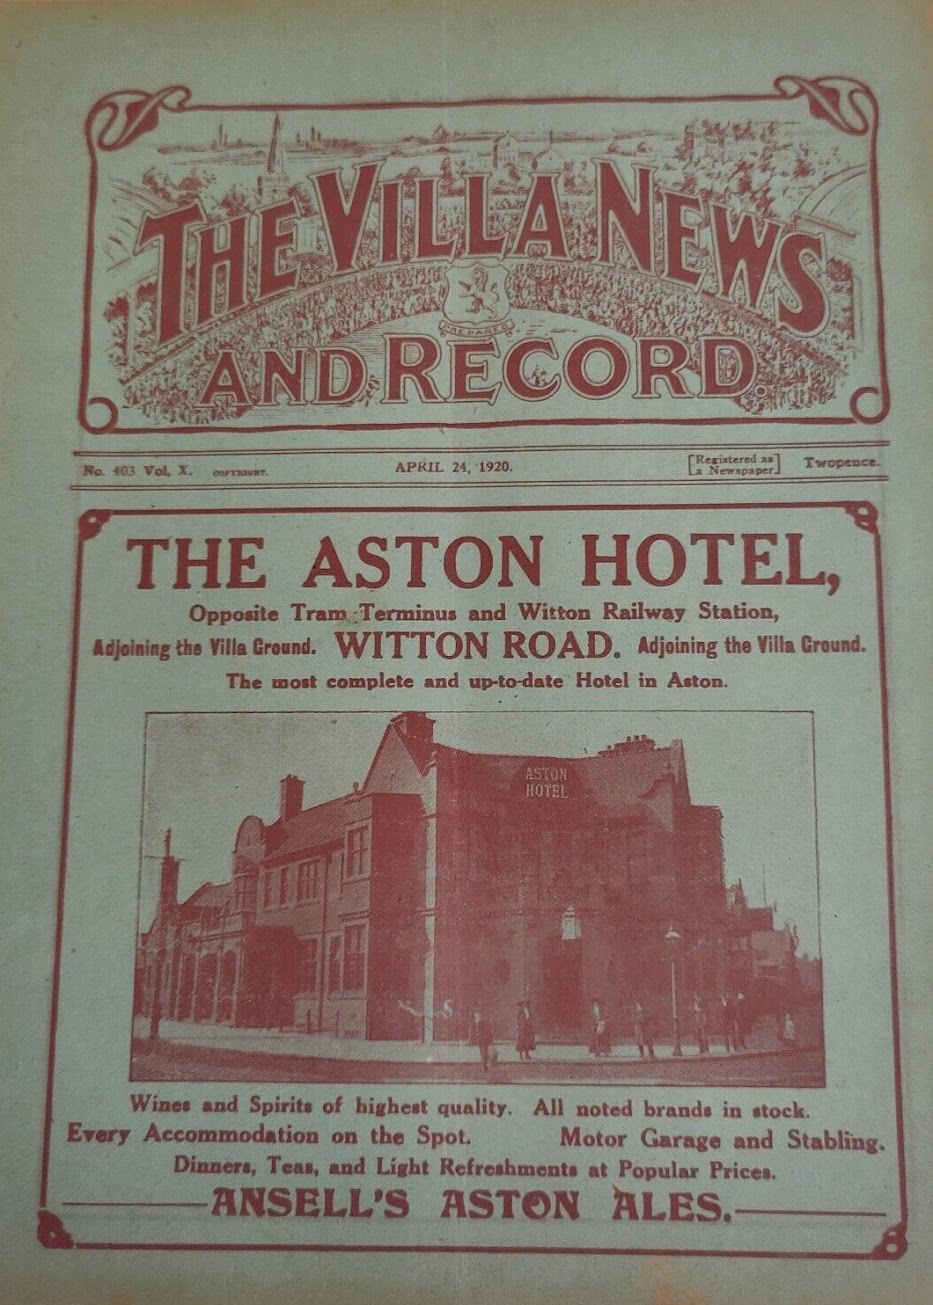 THE VILLA NEWS
PREPARED
AND RECORD.
No. 403 Vol. X. COPYRIGHT. APRIL 24, 1920. [Registered as a Newspaper] Twopence.
THE ASTON HOTEL,
Opposite Tram Terminus and Witton Railway Station,
Adjoining the Villa Ground. WITTON ROAD. Adjoining the Villa Ground.
The most complete and up-to-date Hotel in Aston.
ASTON
HOTEL
Wines and Spirits of highest quality. All noted brands in stock.
Every Accommodation on the Spot. Motor Garage and Stabling.
Dinners, Teas, and Light Refreshments at Popular Prices.
ANSELL'S ASTON ALES.